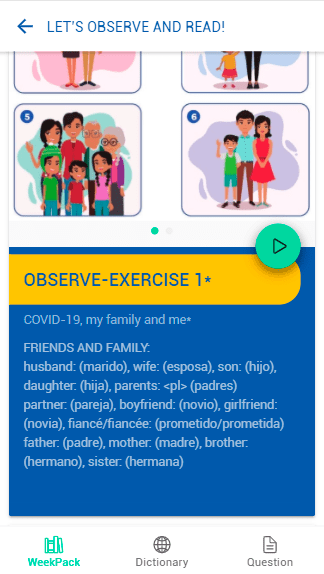 LET'S OBSERVE AND READ!
5
6
OBSERVE-EXERCISE 1*
COVID-19, my family and me*
FRIENDS AND FAMILY:
husband: (marido), wife: (esposa), son: (hijo),
daughter: (hija), parents: <pl> (padres)
partner: (pareja), boyfriend: (novio), girlfriend:
(novia), fiancé/fiancée: (prometido/prometida)
father: (padre), mother: (madre), brother:
(hermano), sister: (hermana)
WeekPack
Dictionary
Question